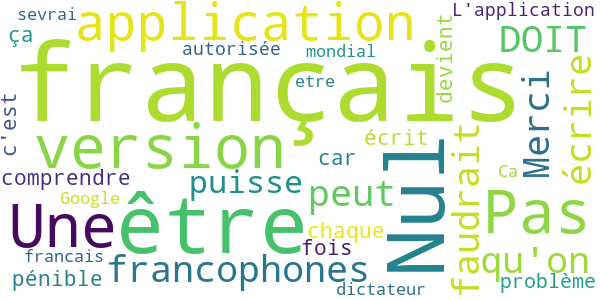 sevrai application L'application
ça autorisée mondial devient DOIT
français etre
c'est version écrit Nul Merci écrire
comprendre puisse car faudrait Ca
Google Une être peut Pas
chaque qu'on
francais francophones fois
pénible dictateur problème